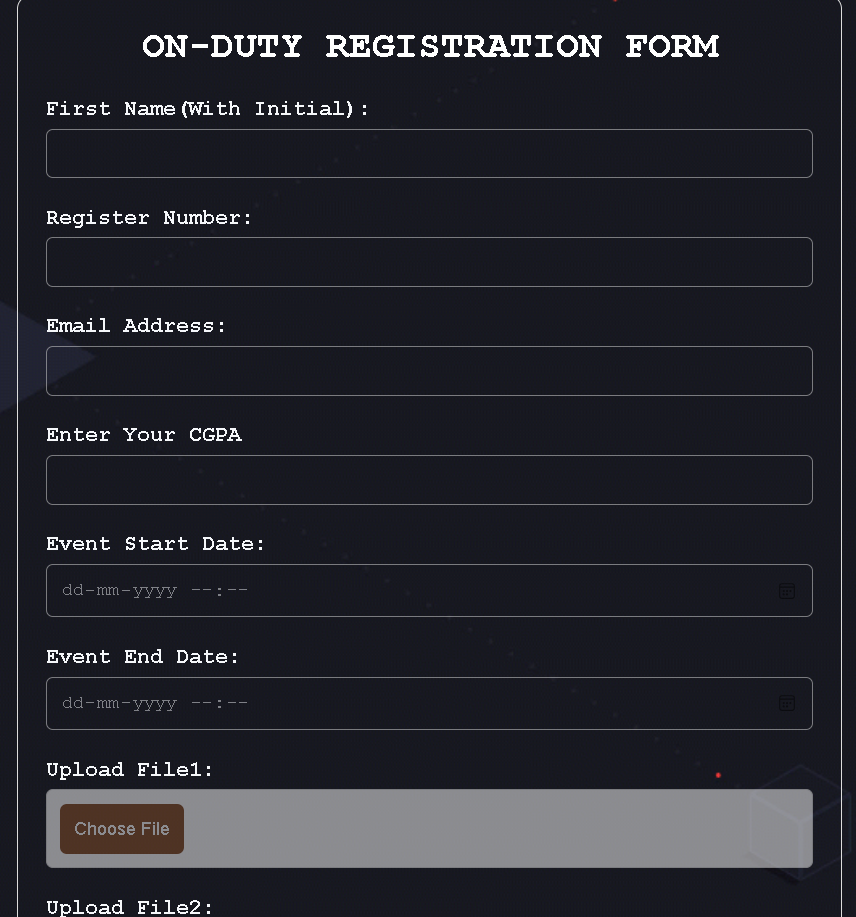 ON-DUTY REGISTRATION FORM
First Name(With Initial):
Register Number:
Email Address:
Enter Your CGPA
Event Start Date:
dd-mm-yyyy --:--
Event End Date:
dd-mm-yyyy --:--
Upload File1:
Choose File
Upload File2: